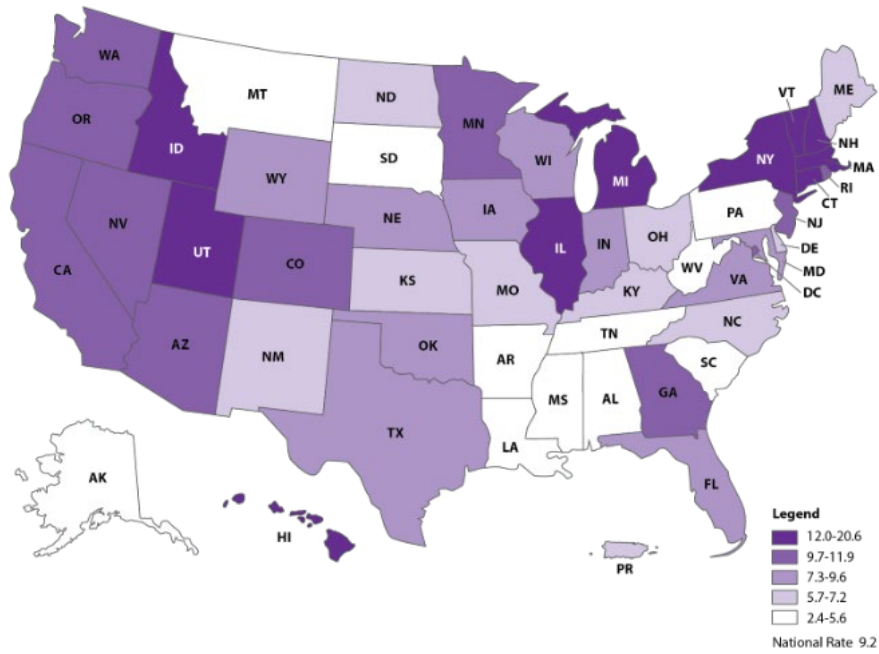 WA
MT
ND
MN
ME
VT
OR
ID
SD
WI
MI
NY
NH
MA
RI
CT
WY
NE
IA
PA
NJ
NV
UT
CO
IL
IN
OH
DE
MD
DC
CA
KS
MO
KY
WV
VA
AZ
NM
OK
AR
TN
NC
SC
TX
MS
AL
GA
LA
AK
FL
HI
PR
Legend
12.0-20.6
9.7-11.9
7.3-9.6
5.7-7.2
2.4-5.6
National Rate 9.2